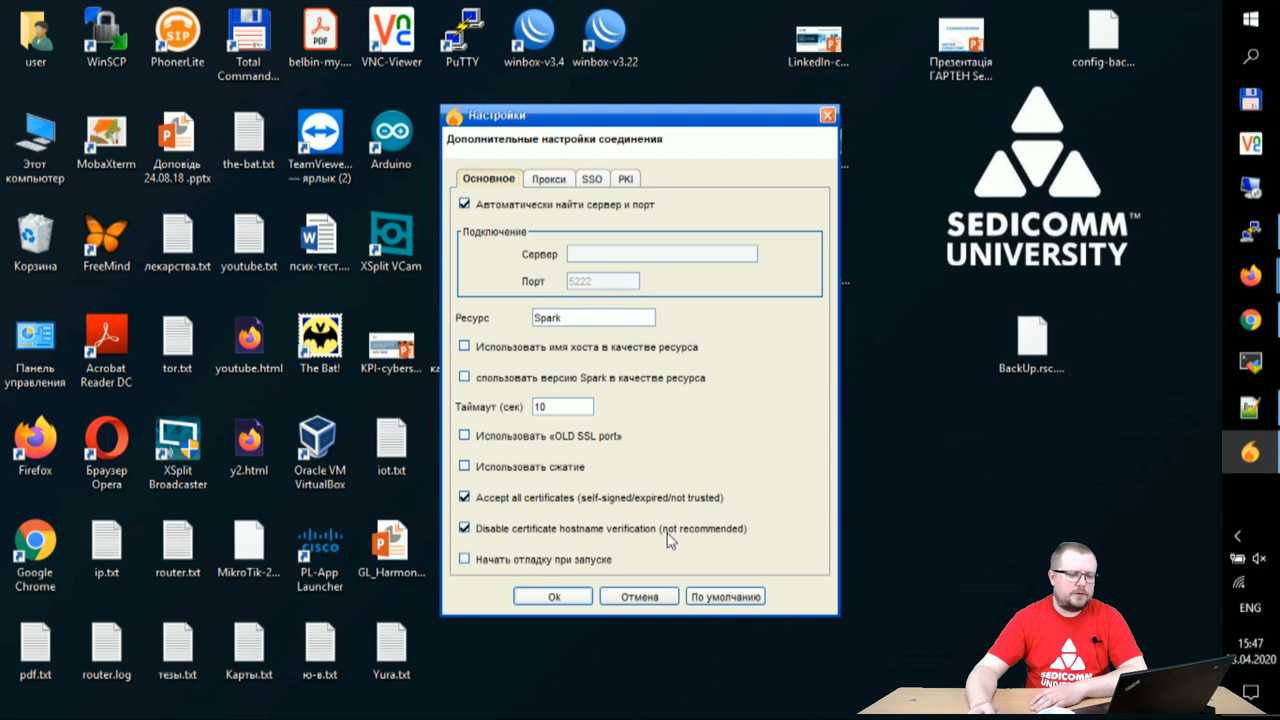 user
WinSCP
PhonerLite
Total
Command...
belbin-my....
VNC-Viewer
PuTTY
winbox-v3.4
winbox-v3.22
LinkedIn-c...
Презентація
ГАРТЕН Se...
config-bac...
Этот
компьютер
MobaXterm
Доповідь
24.08.18 .pptx
the-bat.txt
TeamViewe...
— ярлык (2)
Arduino
Корзина
FreeMind
лекарства.txt
youtube.txt
псих-тест....
XSplit VCam
Панель
управления
Acrobat
Reader DC
tor.txt
youtube.html
The Bat!
KPI-cybers...
Firefox
Браузер
Opera
XSplit
Broadcaster
y2.html
Oracle VM
VirtualBox
iot.txt
Google
Chrome
ip.txt
router.txt
MikroTik-2...
PL-App
Launcher
GL_Harmon...
pdf.txt
router.log
тезы.txt
Карты.txt
ю-в.txt
Yura.txt
Настройки
Дополнительные настройки соединения
Основное
Прокси
SSO
PKI
Автоматически найти сервер и порт
Подключение
Сервер
Порт
5222
Ресурс
Spark
Использовать имя хоста в качестве ресурса
спользовать версию Spark в качестве ресурса
Таймаут (сек)
10
Использовать «OLD SSL port»
Использовать сжатие
Accept all certificates (self-signed/expired/not trusted)
Disable certificate hostname verification (not recommended)
Начать отладку при запуске
Ok
Отмена
По умолчанию
SEDICOMM™
UNIVERSITY
BackUp.rsc....
ENG
15:47
3.04.2020
SEDICOMM
UNIVERSITY